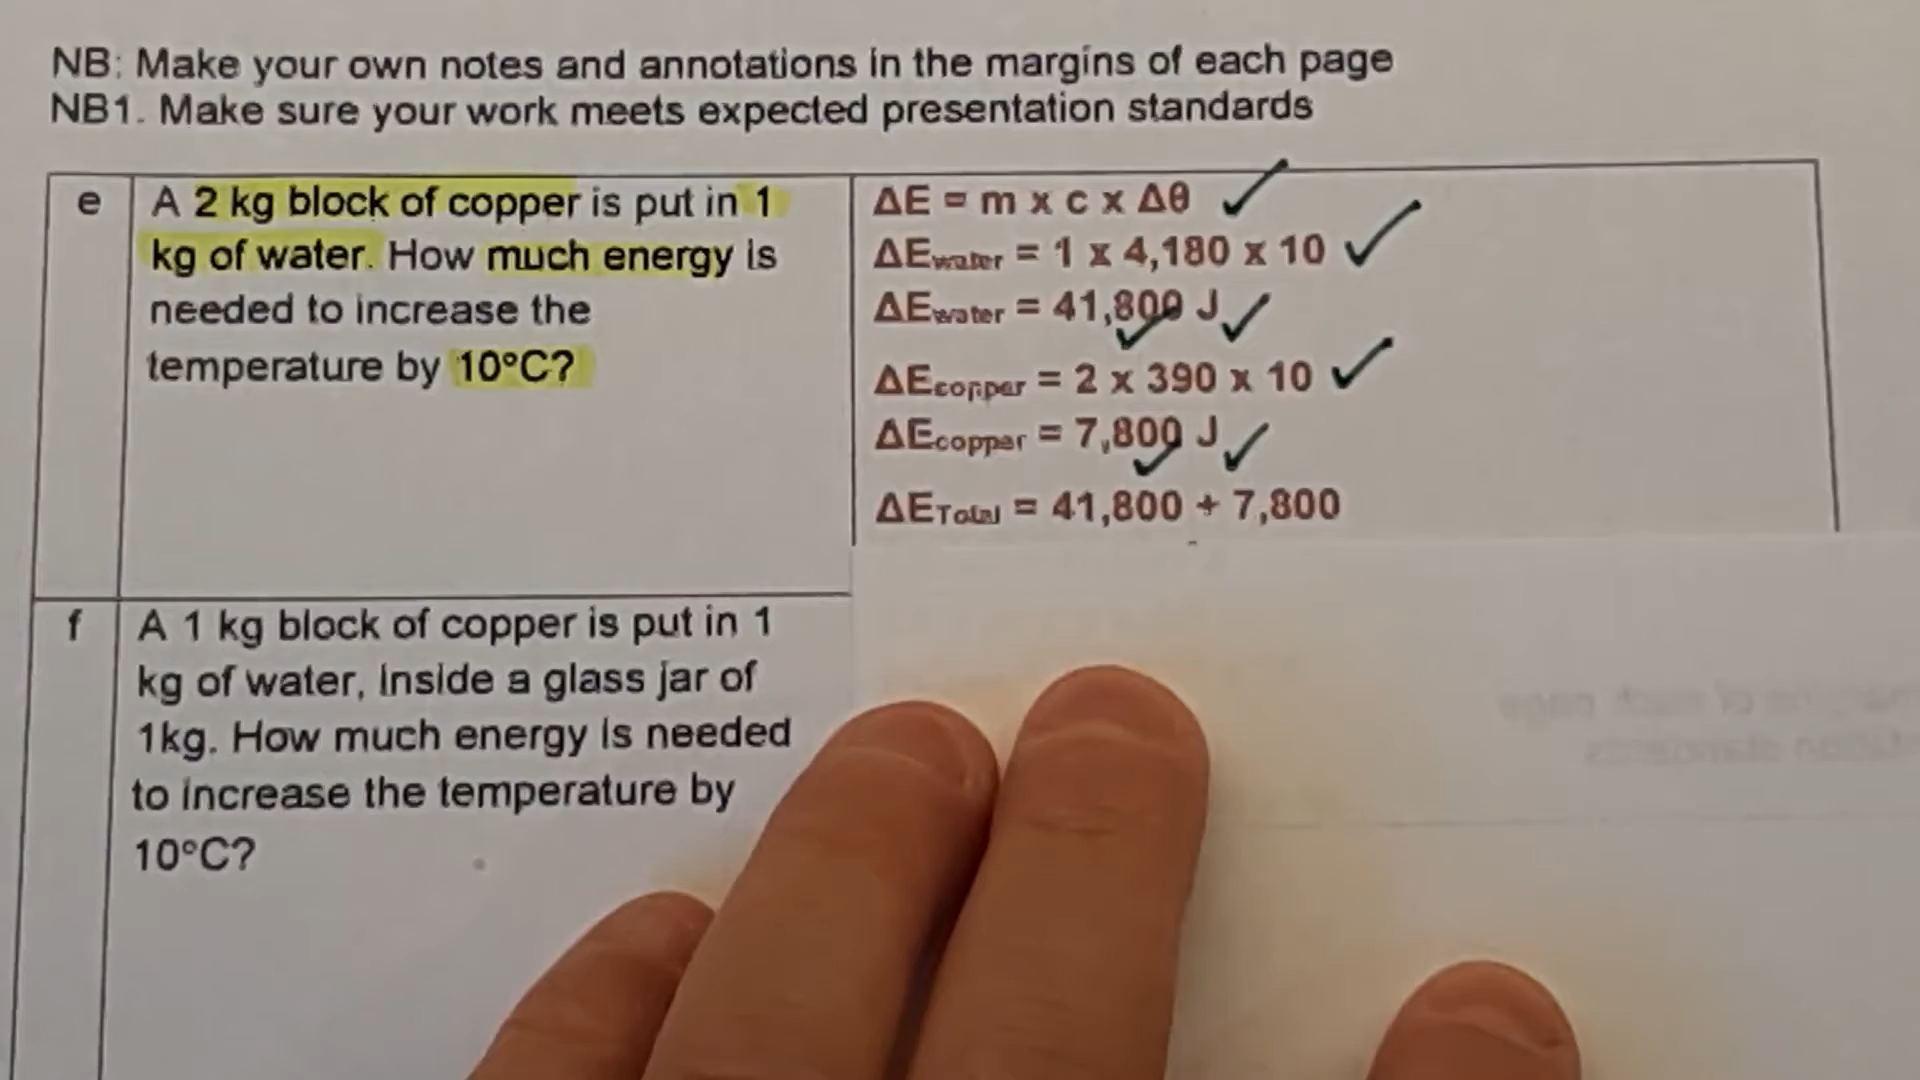 NB: Make your own notes and annotations in the margins of each page
NB1. Make sure your work meets expected presentation standards
e
A 2 kg block of copper is put in 1
kg of water. How much energy is
needed to increase the
temperature by 10°C?
ΔE = m x c x Δθ
ΔEwater = 1 x 4,180 x 10
ΔEwater = 41,800 J
ΔEcopper = 2 x 390 x 10
ΔEcopper = 7,800 J
ΔETotal = 41,800 + 7,800
f
A 1 kg block of copper is put in 1
kg of water, inside a glass jar of
1kg. How much energy is needed
to increase the temperature by
10°C?